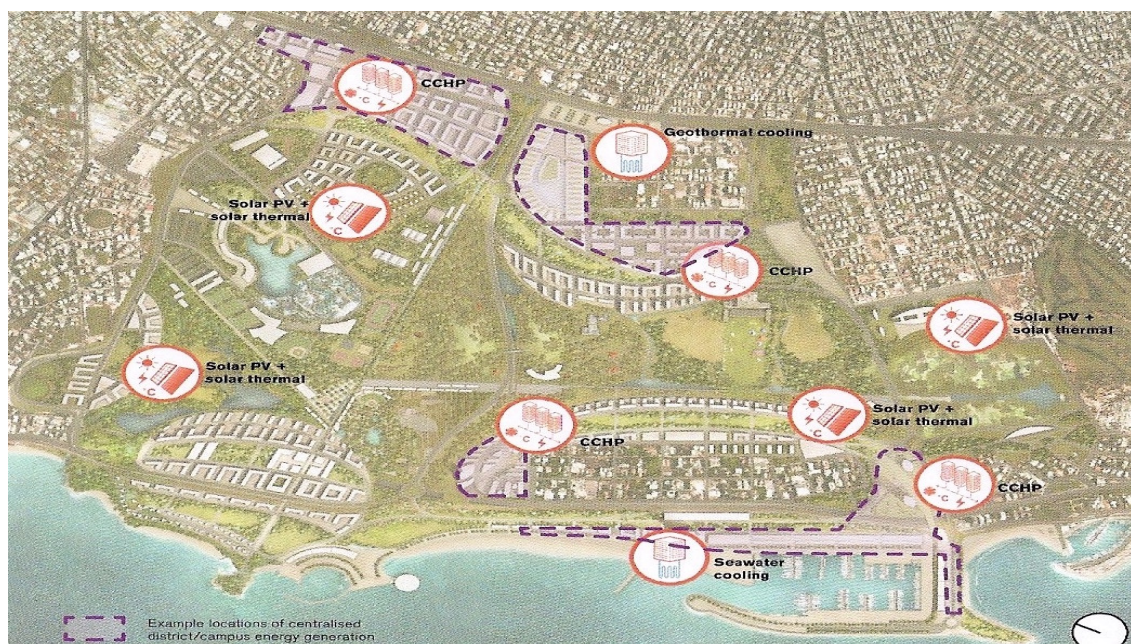 CCHP
Geothermal cooling
Solar PV +
solar thermal
CCHP
Solar PV +
solar thermal
Solar PV +
solar thermal
Solar PV +
solar thermal
CCHP
CCHP
Seawater
cooling
Example locations of centralised
district/campus energy generation